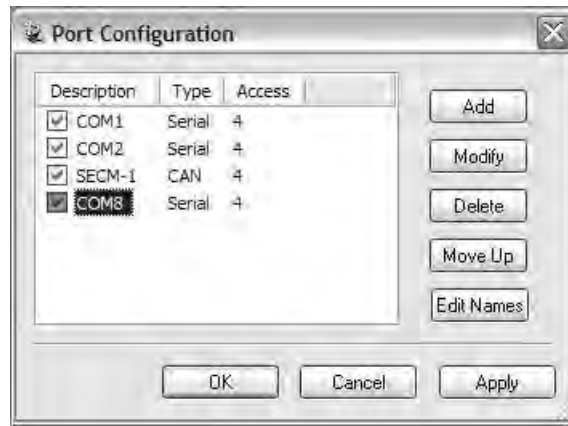 Port Configuration
Description Type Access
COM1 Serial 4
COM2 Serial 4
SECM-1 CAN 4
COM8 Serial 4
Add
Modify
Delete
Move Up
Edit Names
OK Cancel Apply